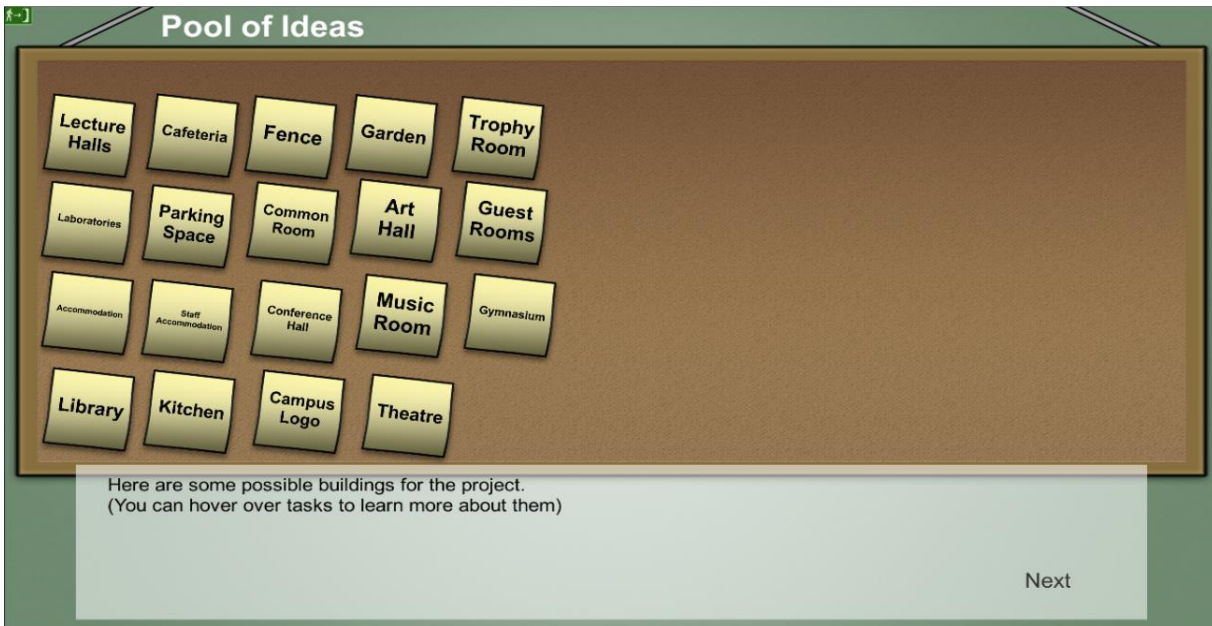 Pool of Ideas
Lecture
Halls
Cafeteria
Fence
Garden
Trophy
Room
Laboratories
Parking
Space
Common
Room
Art
Hall
Guest
Rooms
Accommodation
Staff
Accommodation
Conference
Hall
Music
Room
Gymnasium
Library
Kitchen
Campus
Logo
Theatre
Here are some possible buildings for the project.
(You can hover over tasks to learn more about them)
Next